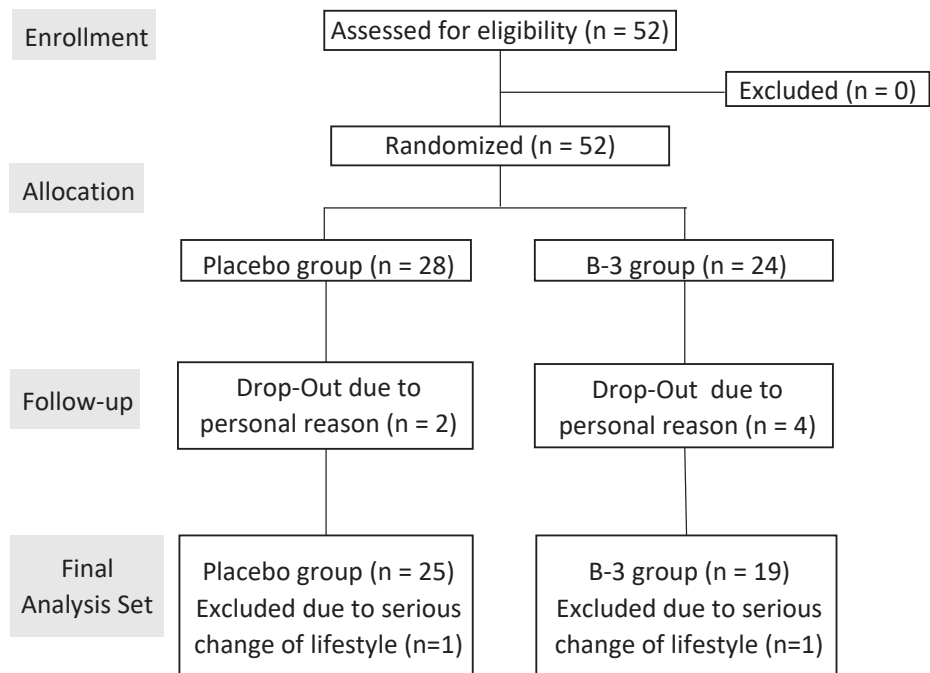 Enrollment
Assessed for eligibility (n = 52)
Excluded (n = 0)
Randomized (n = 52)
Allocation
Placebo group (n = 28)
B-3 group (n = 24)
Follow-up
Drop-Out due to
personal reason (n = 2)
Drop-Out due to
personal reason (n = 4)
Final
Analysis Set
Placebo group (n = 25)
Excluded due to serious
change of lifestyle (n=1)
B-3 group (n = 19)
Excluded due to serious
change of lifestyle (n=1)